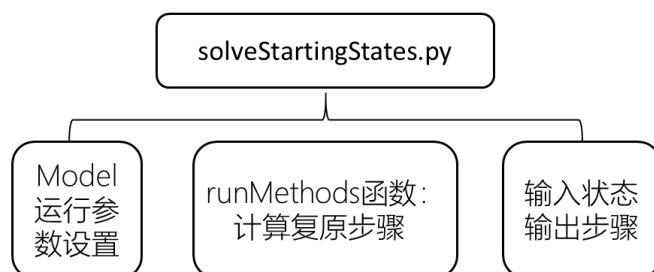 solveStartingStates.py
Model
运行参
数设置
runMethods函数：
计算复原步骤
输入状态
输出步骤